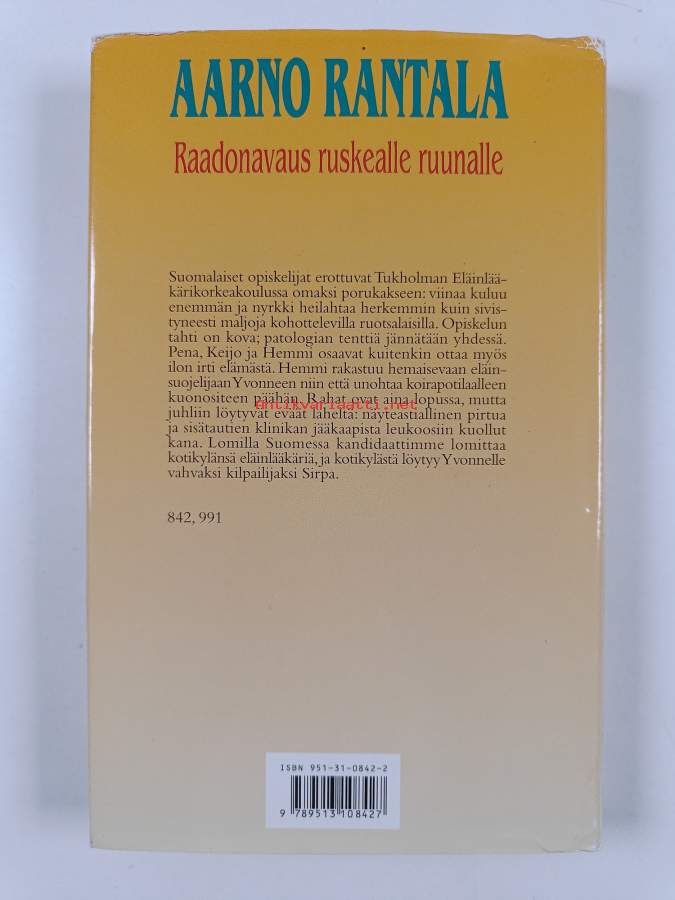 AARNO RANTALA
Raadonavaus ruskealle ruunalle
Suomalaiset opiskelijat erottuvat Tukholman Eläinlää-
kärikorkeakoulussa omaksi porukakseen: viinaa kuluu
enemmän ja nyrkki heilahtaa herkemmin kuin sivis-
tyneesti maljoja kohottelevilla ruotsalaisilla. Opiskelun
tahti on kova; patologian tenttiä jännätään yhdessä.
Pena, Keijo ja Hemmi osaavat kuitenkin ottaa myös
ilon irti elämästä. Hemmi rakastuu hemaisevaan eläin-
suojelijaan Yvonneen niin että unohtaa koirapotilaalleen
kuonositeen päähän. Rahat ovat aina lopussa, mutta
antikvariaatti.net
juhliin löytyvät eväät läheltä: näyteastiallinen pirtua
ja sisätautien klinikan jääkaapista leukoosiin kuollut
kana. Lomilla Suomessa kandidaattimme lomittaa
kotikylänsä eläinlääkäriä, ja kotikylästä löytyy Yvonnelle
vahvaksi kilpailijaksi Sirpa.
842, 991
ISBN 951-31-0842-2
9 789513 108427